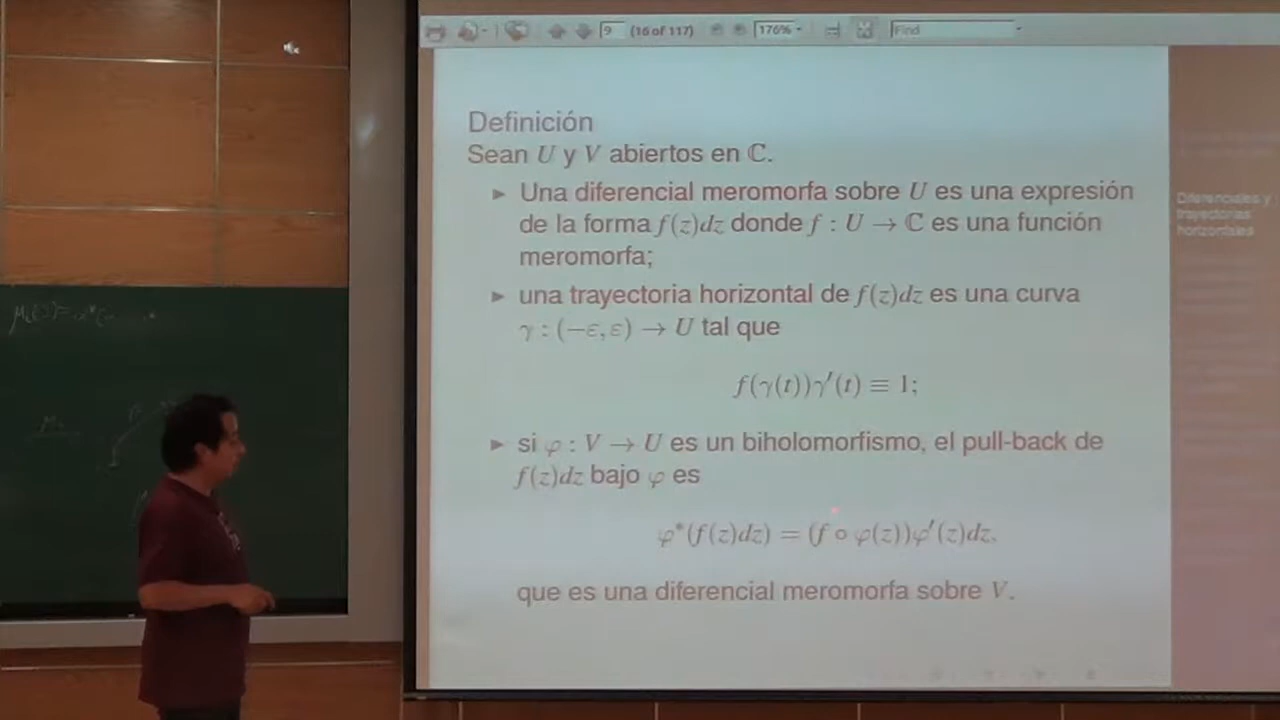 9 (16 of 117) 176% Find
Definición
Sean U y V abiertos en ℂ.
► Una diferencial meromorfa sobre U es una expresión
de la forma f(z)dz donde f : U → ℂ es una función
meromorfa;
► una trayectoria horizontal de f(z)dz es una curva
γ : (−ε, ε) → U tal que
f(γ(t))γ′(t) ≡ 1;
► si φ : V → U es un biholomorfismo, el pull-back de
f(z)dz bajo φ es
φ*(f(z)dz) = (f ∘ φ(z))φ′(z)dz,
que es una diferencial meromorfa sobre V.
Diferenciales y
trayectorias
horizontales